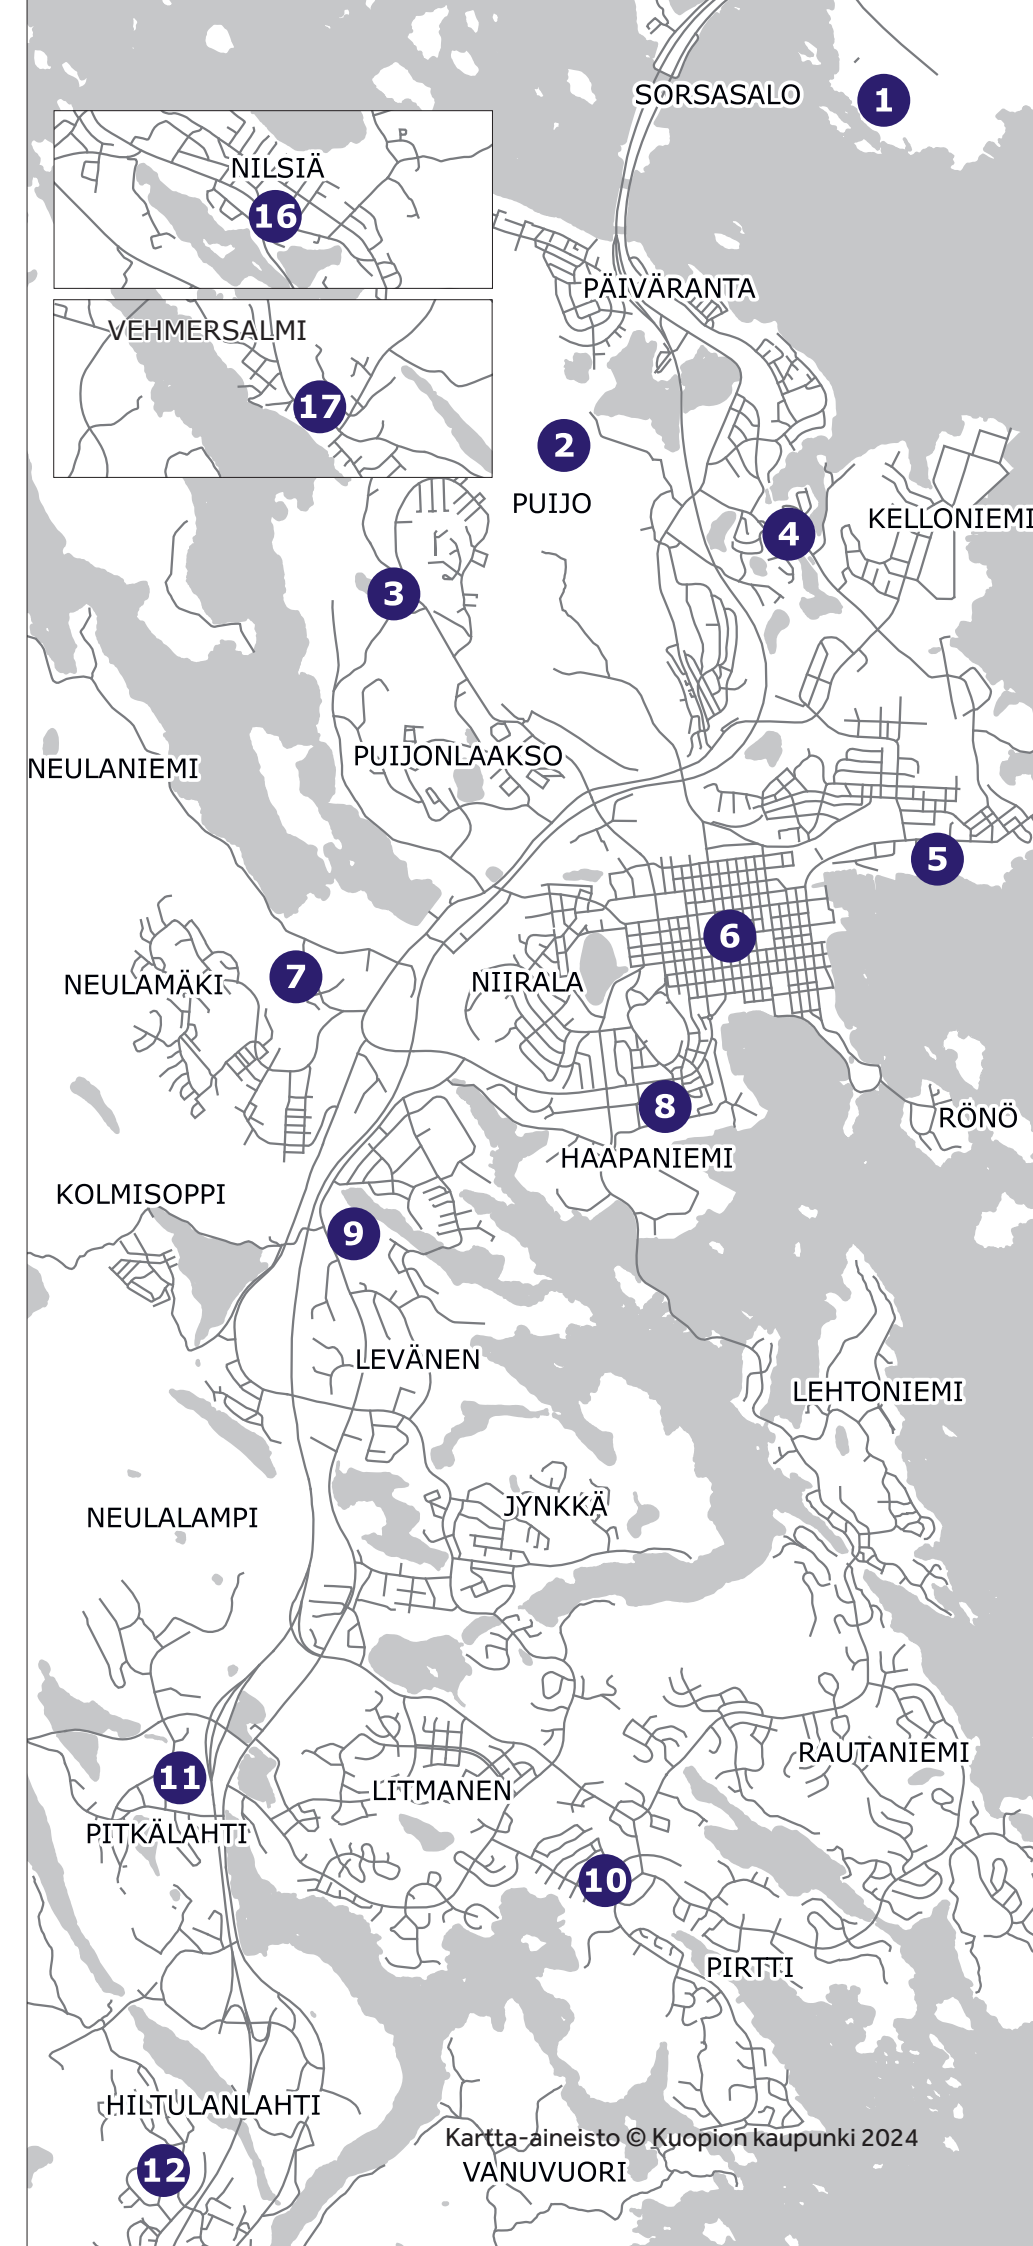 SORSASALO
1
NILSIÄ
16
PÄIVÄRANTA
VEHMERSALMI
17
2
PUIJO
4
KELLONIEMI
3
PUIJONLAAKSO
NEULANIEMI
5
6
7
NEULAMÄKI
NIIRALA
8
RÖNÖ
HAAPANIEMI
KOLMISOPPI
9
LEVÄNEN
LEHTONIEMI
JYNKKÄ
NEULALAMPI
RAUTANIEMI
11
LITMANEN
PITKÄLAHTI
10
PIRTTI
HILTULANLAHTI
Kartta-aineisto © Kuopion kaupunki 2024
12
VANUVUORI